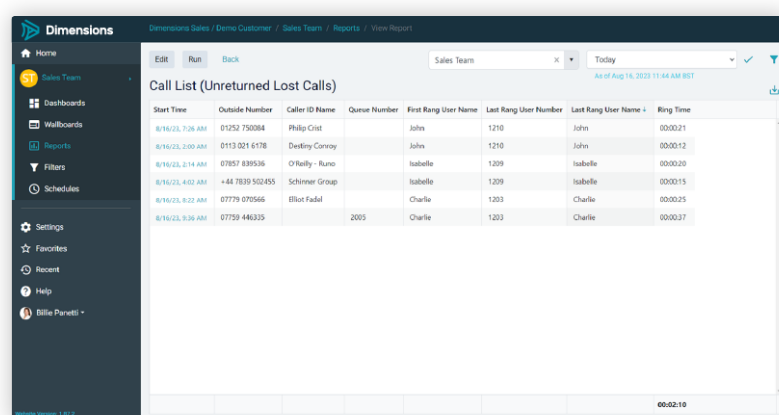 Dimensions
Dimensions Sales / Demo Customer / Sales Team / Reports / View Report
Home
ST Sales Team
Dashboards
Wallboards
Reports
Filters
Schedules
Settings
Favorites
Recent
Help
Billie Panetti
Edit Run Back
Sales Team
Today
As of Aug 16, 2023 11:44 AM BST
Call List (Unreturned Lost Calls)
Start Time Outside Number Caller ID Name Queue Number First Rang User Name Last Rang User Number Last Rang User Name ↓ Ring Time
8/16/23, 7:26 AM 01252 750084 Philip Crist John 1210 John 00:00:21
8/16/23, 2:00 AM 0113 021 6178 Destiny Conroy John 1210 John 00:00:12
8/16/23, 2:14 AM 07857 839536 O'Reilly - Runo Isabelle 1209 Isabelle 00:00:20
8/16/23, 4:02 AM +44 7839 502455 Schinner Group Isabelle 1209 Isabelle 00:00:15
8/16/23, 8:22 AM 07779 070566 Elliot Fadel Charlie 1203 Charlie 00:00:25
8/16/23, 9:36 AM 07759 446335 2005 Charlie 1203 Charlie 00:00:37
00:02:10